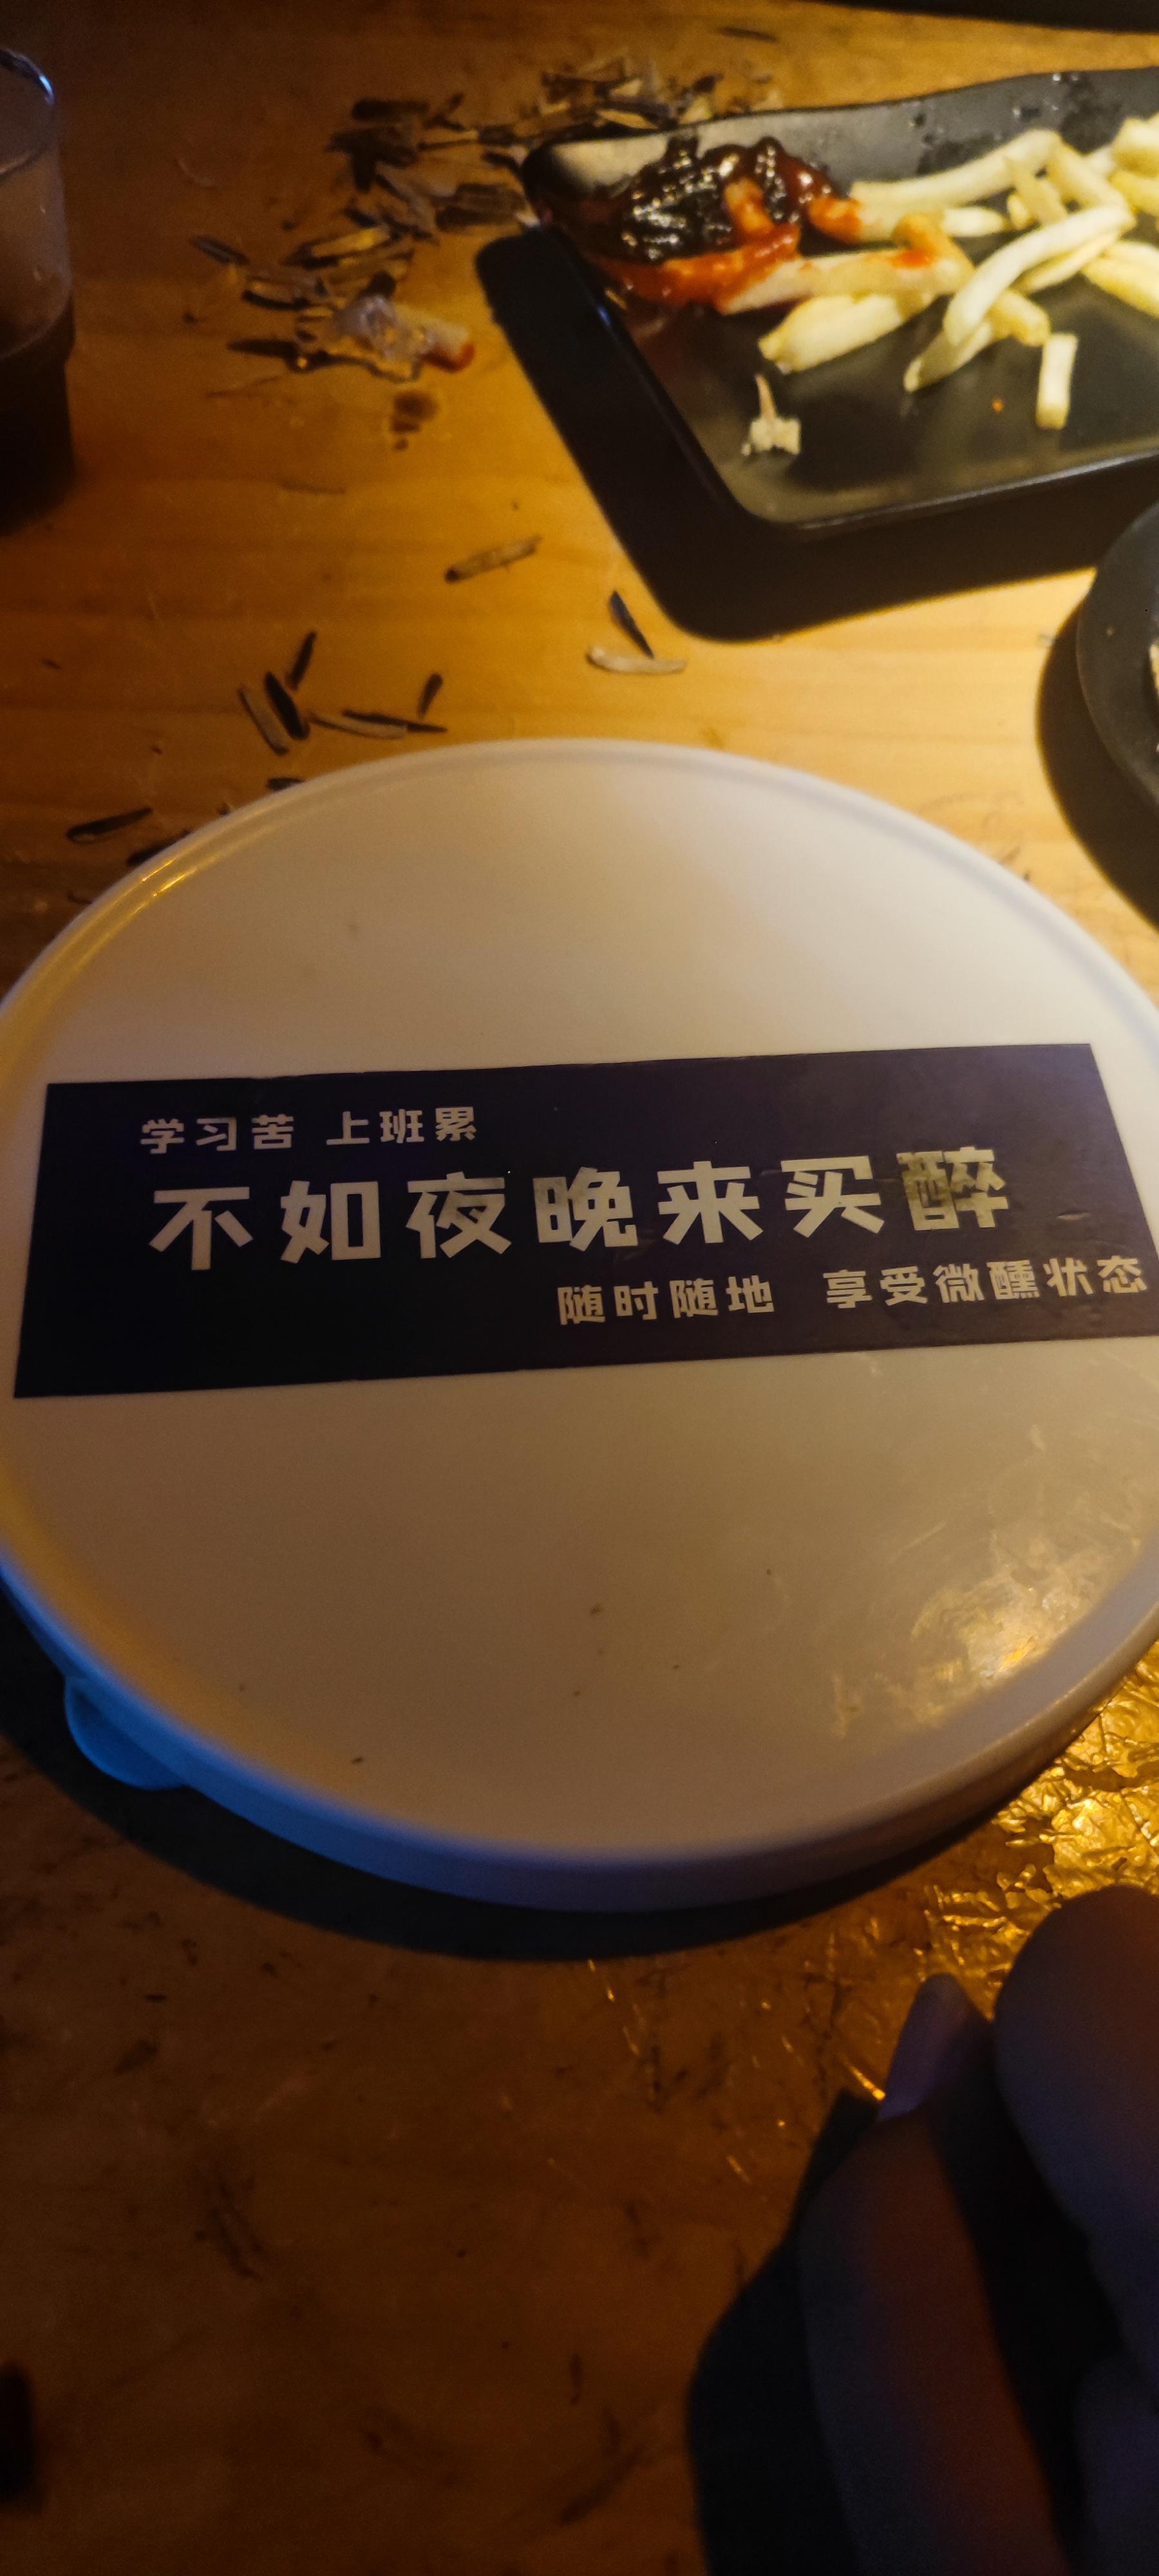 学习苦 上班累
不如夜晚来买醉
随时随地 享受微醺状态